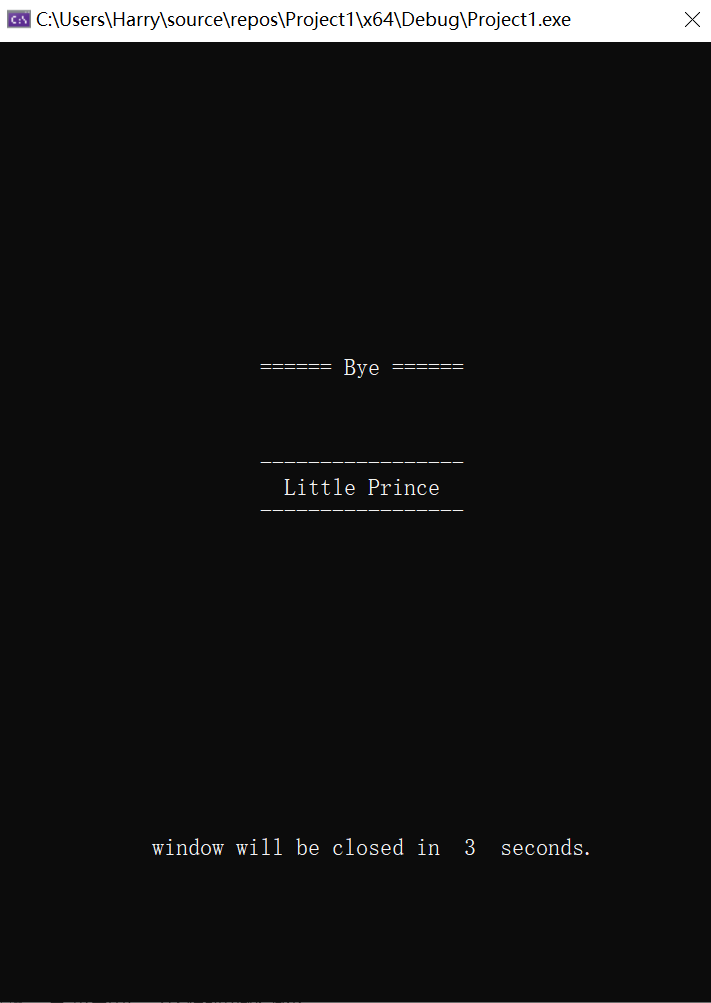 C:\Users\Harry\source\repos\Project1\x64\Debug\Project1.exe
====== Bye ======
-----------------
Little Prince
-----------------
window will be closed in  3  seconds.